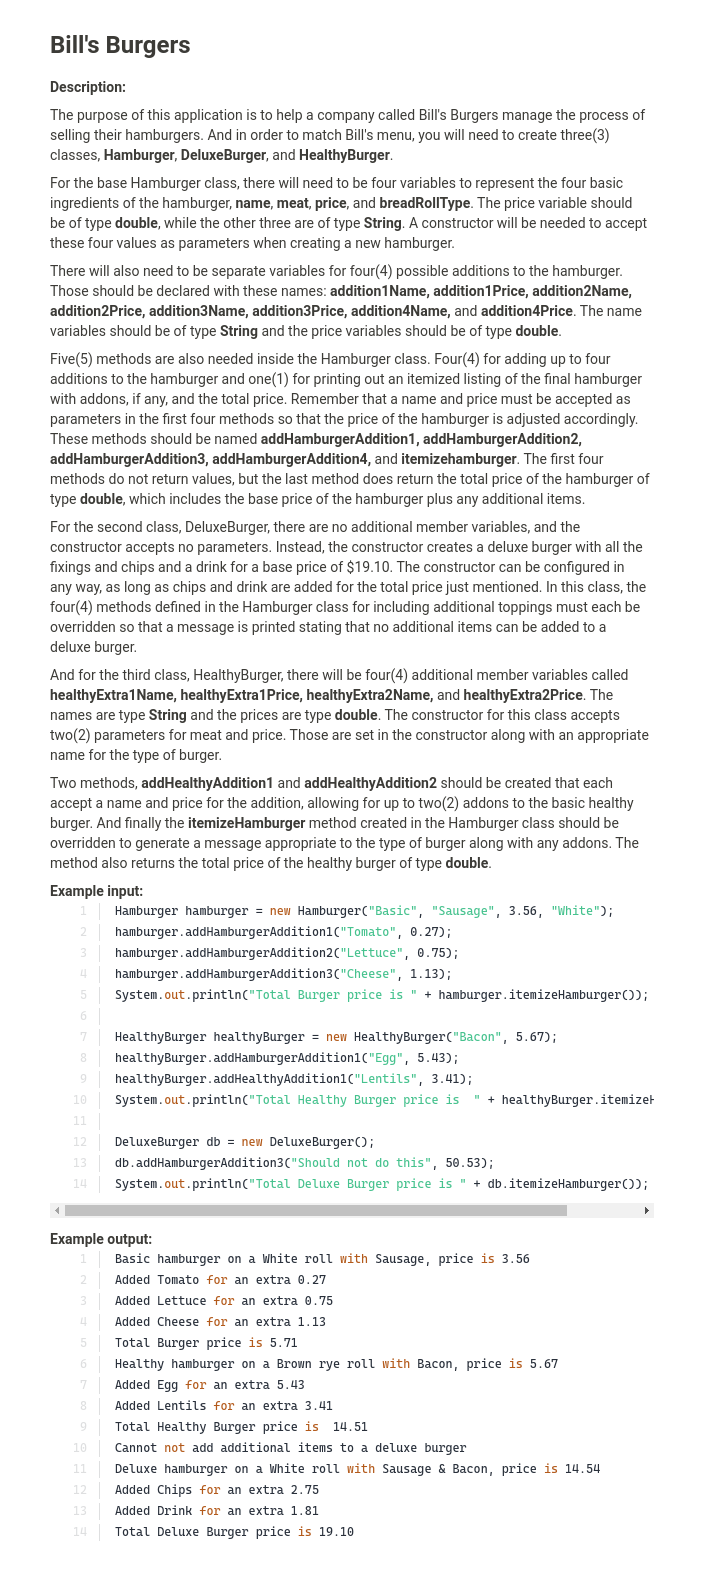 Bill's Burgers
Description:
The purpose of this application is to help a company called Bill's Burgers manage the process of
selling their hamburgers. And in order to match Bill's menu, you will need to create three(3)
classes, Hamburger, DeluxeBurger, and HealthyBurger.
For the base Hamburger class, there will need to be four variables to represent the four basic
ingredients of the hamburger, name, meat, price, and breadRollType. The price variable should
be of type double, while the other three are of type String. A constructor will be needed to accept
these four values as parameters when creating a new hamburger.
There will also need to be separate variables for four(4) possible additions to the hamburger.
Those should be declared with these names: addition1Name, addition1Price, addition2Name,
addition2Price, addition3Name, addition3Price, addition4Name, and addition4Price. The name
variables should be of type String and the price variables should be of type double.
Five(5) methods are also needed inside the Hamburger class. Four(4) for adding up to four
additions to the hamburger and one(1) for printing out an itemized listing of the final hamburger
with addons, if any, and the total price. Remember that a name and price must be accepted as
parameters in the first four methods so that the price of the hamburger is adjusted accordingly.
These methods should be named addHamburgerAddition1, addHamburgerAddition2,
addHamburgerAddition3, addHamburgerAddition4, and itemizehamburger. The first four
methods do not return values, but the last method does return the total price of the hamburger of
type double, which includes the base price of the hamburger plus any additional items.
For the second class, DeluxeBurger, there are no additional member variables, and the
constructor accepts no parameters. Instead, the constructor creates a deluxe burger with all the
fixings and chips and a drink for a base price of $19.10. The constructor can be configured in
any way, as long as chips and drink are added for the total price just mentioned. In this class, the
four(4) methods defined in the Hamburger class for including additional toppings must each be
overridden so that a message is printed stating that no additional items can be added to a
deluxe burger.
And for the third class, HealthyBurger, there will be four(4) additional member variables called
healthyExtra1Name, healthyExtra1Price, healthyExtra2Name, and healthyExtra2Price. The
names are type String and the prices are type double. The constructor for this class accepts
two(2) parameters for meat and price. Those are set in the constructor along with an appropriate
name for the type of burger.
Two methods, addHealthyAddition1 and addHealthyAddition2 should be created that each
accept a name and price for the addition, allowing for up to two(2) addons to the basic healthy
burger. And finally the itemizeHamburger method created in the Hamburger class should be
overridden to generate a message appropriate to the type of burger along with any addons. The
method also returns the total price of the healthy burger of type double.
Example input:
1 Hamburger hamburger = new Hamburger("Basic", "Sausage", 3.56, "White");
2 hamburger.addHamburgerAddition1("Tomato", 0.27);
3 hamburger.addHamburgerAddition2("Lettuce", 0.75);
4 hamburger.addHamburgerAddition3("Cheese", 1.13);
5 System.out.println("Total Burger price is " + hamburger.itemizeHamburger());
6
7 HealthyBurger healthyBurger = new HealthyBurger("Bacon", 5.67);
8 healthyBurger.addHamburgerAddition1("Egg", 5.43);
9 healthyBurger.addHealthyAddition1("Lentils", 3.41);
10 System.out.println("Total Healthy Burger price is  " + healthyBurger.itemizeH
11
12 DeluxeBurger db = new DeluxeBurger();
13 db.addHamburgerAddition3("Should not do this", 50.53);
14 System.out.println("Total Deluxe Burger price is " + db.itemizeHamburger());
Example output:
1 Basic hamburger on a White roll with Sausage, price is 3.56
2 Added Tomato for an extra 0.27
3 Added Lettuce for an extra 0.75
4 Added Cheese for an extra 1.13
5 Total Burger price is 5.71
6 Healthy hamburger on a Brown rye roll with Bacon, price is 5.67
7 Added Egg for an extra 5.43
8 Added Lentils for an extra 3.41
9 Total Healthy Burger price is  14.51
10 Cannot not add additional items to a deluxe burger
11 Deluxe hamburger on a White roll with Sausage & Bacon, price is 14.54
12 Added Chips for an extra 2.75
13 Added Drink for an extra 1.81
14 Total Deluxe Burger price is 19.10